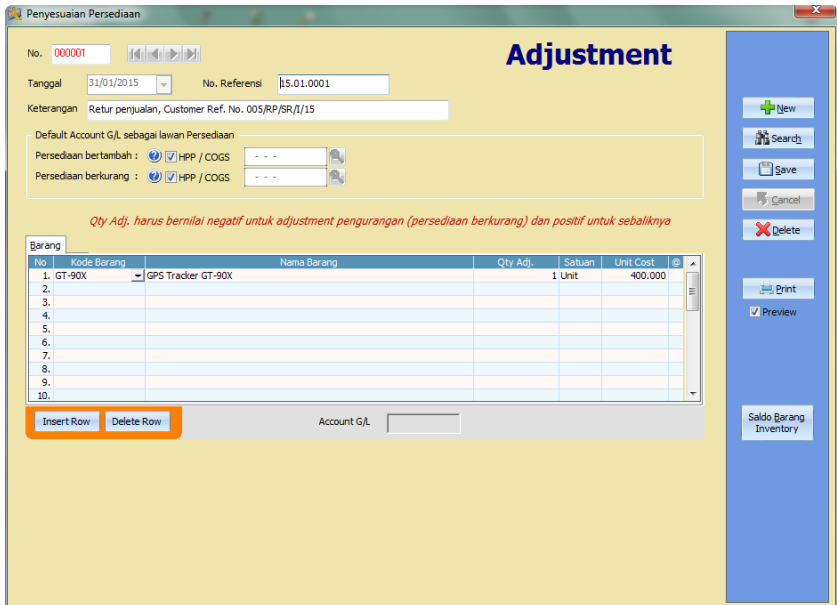 Penyesuaian Persediaan
No. 000001
Adjustment
Tanggal 31/01/2015 No. Referensi 15.01.0001
Keterangan Retur penjualan, Customer Ref. No. 005/RP/SR/I/15
Default Account G/L sebagai lawan Persediaan
Persediaan bertambah : HPP / COGS - - -
Persediaan berkurang : HPP / COGS - - -
Qty Adj. harus bernilai negatif untuk adjustment pengurangan (persediaan berkurang) dan positif untuk sebaliknya
Barang
No Kode Barang Nama Barang Qty Adj. Satuan Unit Cost @
1. GT-90X GPS Tracker GT-90X 1 Unit 400.000
2.
3.
4.
5.
6.
7.
8.
9.
10.
Insert Row Delete Row Account G/L
New
Search
Save
Cancel
Delete
Print
Preview
Saldo Barang
Inventory